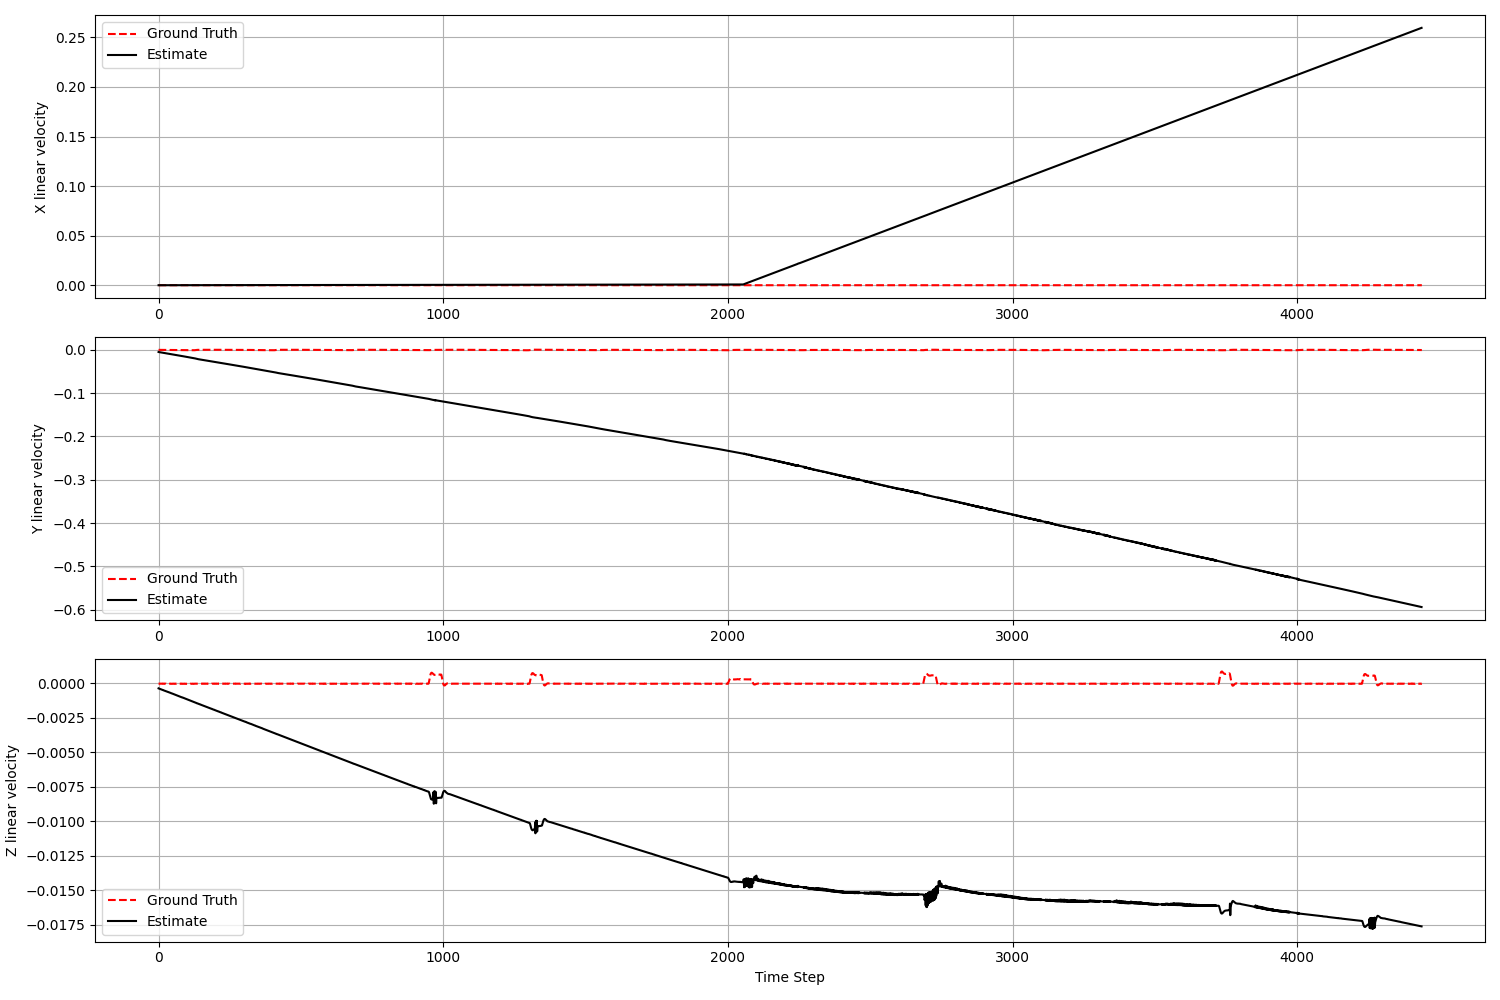 0.25
0.20
0.15
0.10
0.05
0.00
X linear velocity
Ground Truth
Estimate
0 1000 2000 3000 4000
0.0
−0.1
−0.2
−0.3
−0.4
−0.5
−0.6
Y linear velocity
Ground Truth
Estimate
0 1000 2000 3000 4000
0.0000
−0.0025
−0.0050
−0.0075
−0.0100
−0.0125
−0.0150
−0.0175
Z linear velocity
Ground Truth
Estimate
0 1000 2000 3000 4000
Time Step